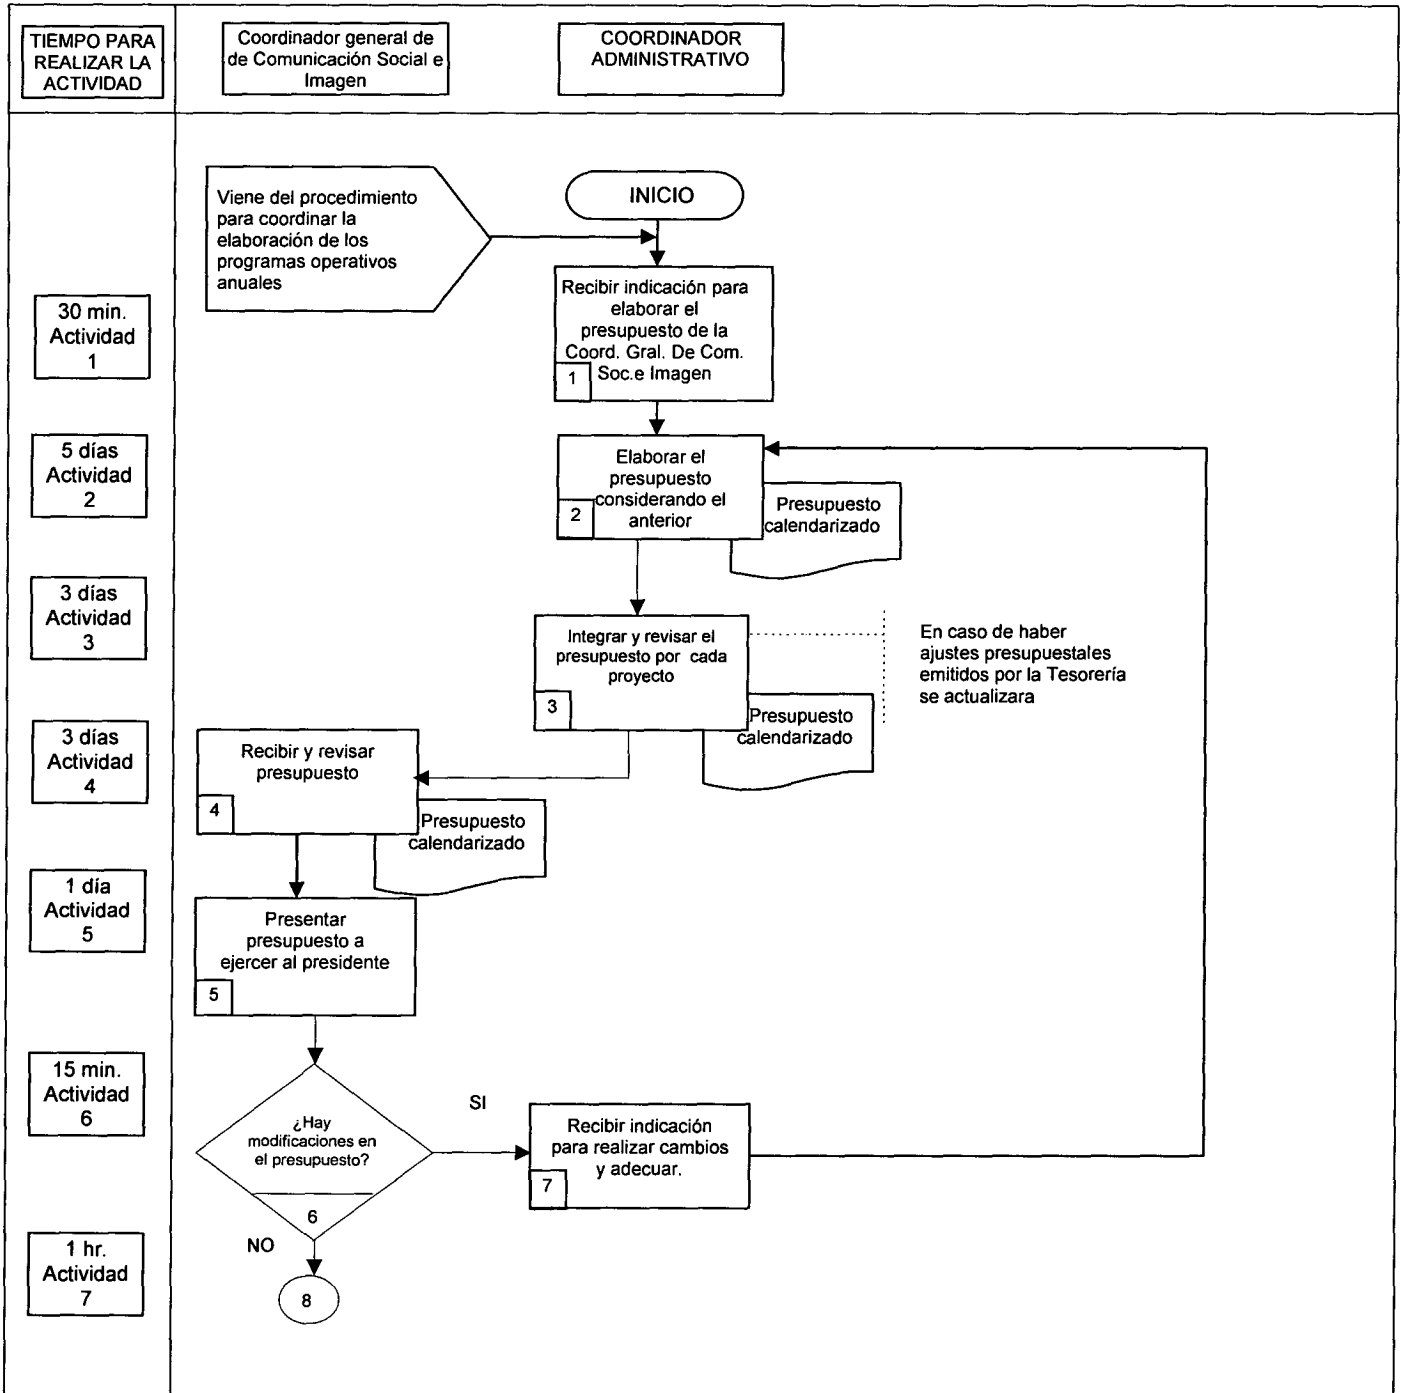 TIEMPO PARA
REALIZAR LA
ACTIVIDAD
Coordinador general de
de Comunicación Social e
Imagen
COORDINADOR
ADMINISTRATIVO
Viene del procedimiento
para coordinar la
elaboración de los
programas operativos
anuales
INICIO
30 min.
Actividad
1
Recibir indicación para
elaborar el
presupuesto de la
Coord. Gral. De Com.
Soc.e Imagen
1
5 días
Actividad
2
Elaborar el
presupuesto
considerando el
anterior
2
Presupuesto
calendarizado
3 días
Actividad
3
Integrar y revisar el
presupuesto por cada
proyecto
3
Presupuesto
calendarizado
En caso de haber
ajustes presupuestales
emitidos por la Tesorería
se actualizara
3 días
Actividad
4
Recibir y revisar
presupuesto
4
Presupuesto
calendarizado
1 día
Actividad
5
Presentar
presupuesto a
ejercer al presidente
5
15 min.
Actividad
6
¿Hay
modificaciones en
el presupuesto?
6
SI
Recibir indicación
para realizar cambios
y adecuar.
7
NO
1 hr.
Actividad
7
8